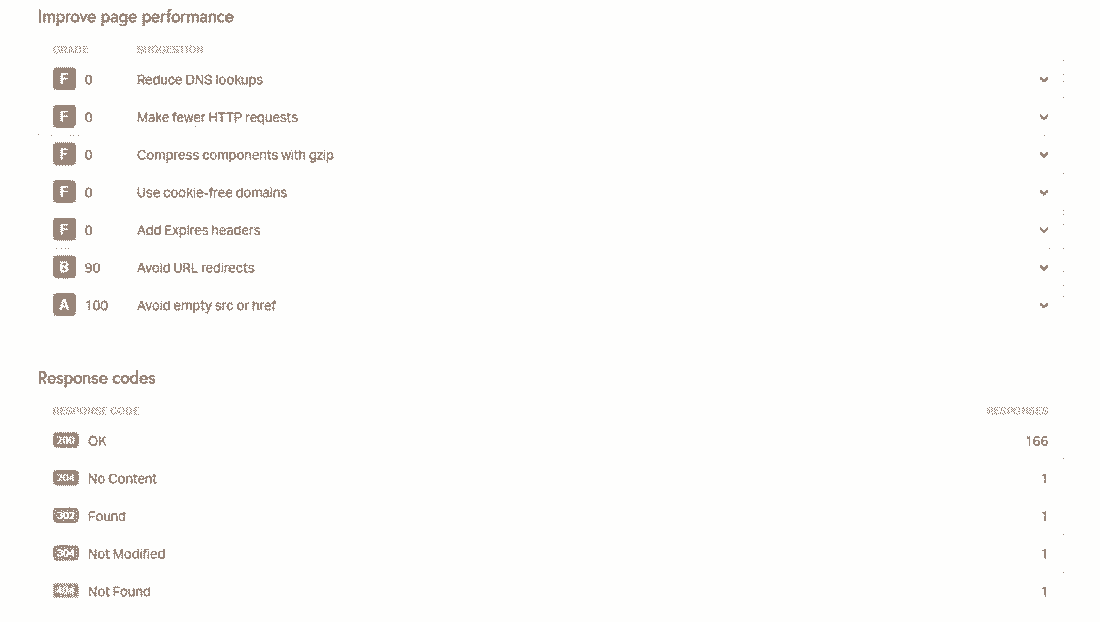 Improve page performance
GRADE SUGGESTION
F 0 Reduce DNS lookups
F 0 Make fewer HTTP requests
F 0 Compress components with gzip
F 0 Use cookie-free domains
F 0 Add Expires headers
B 90 Avoid URL redirects
A 100 Avoid empty src or href
Response codes
RESPONSE CODE RESPONSES
200 OK 166
204 No Content 1
302 Found 1
304 Not Modified 1
Not Found 1